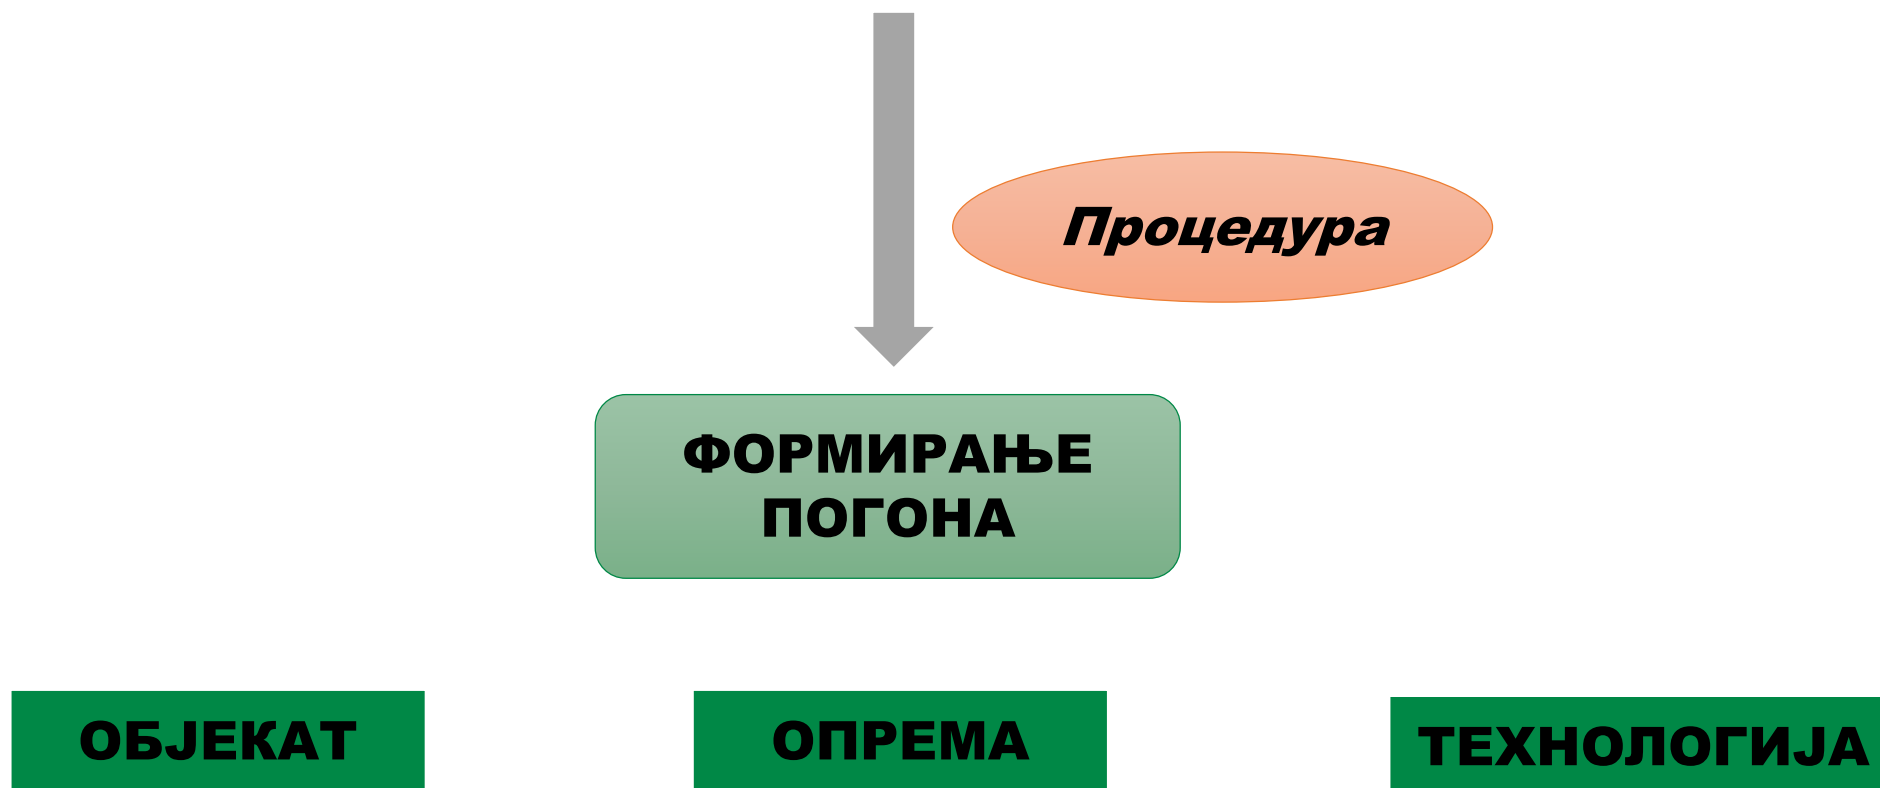 Процедура
ФОРМИРАЊЕ
ПОГОНА
ОБЈЕКАТ
ОПРЕМА
ТЕХНОЛОГИЈА